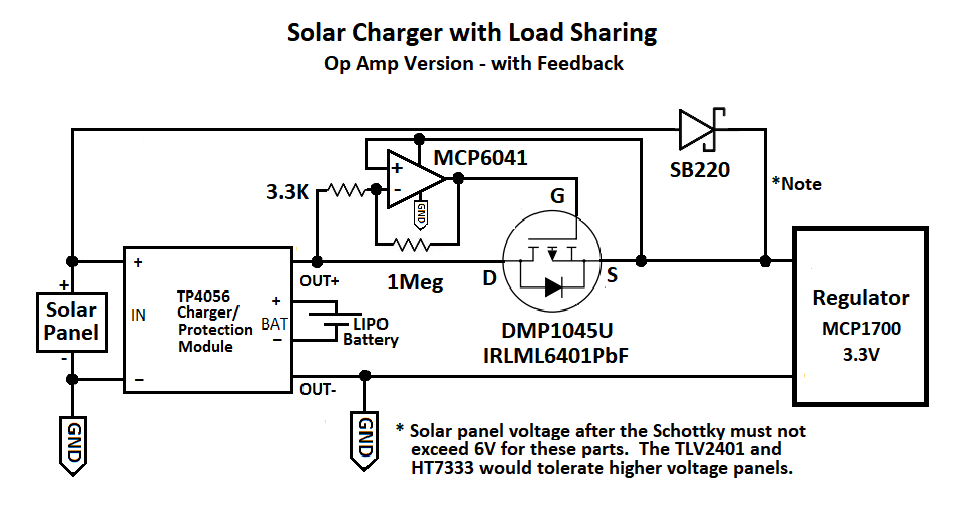 Solar Charger with Load Sharing
Op Amp Version - with Feedback
MCP6041
SB220
+
-
3.3K
GND
G
*Note
1Meg
D
S
OUT+
+
IN
TP4056
Charger/
Protection
Module
BAT
+
−
LIPO
Battery
+
Solar
Panel
-
−
OUT-
DMP1045U
IRLML6401PbF
Regulator
MCP1700
3.3V
GND
GND
* Solar panel voltage after the Schottky must not
exceed 6V for these parts. The TLV2401 and
HT7333 would tolerate higher voltage panels.